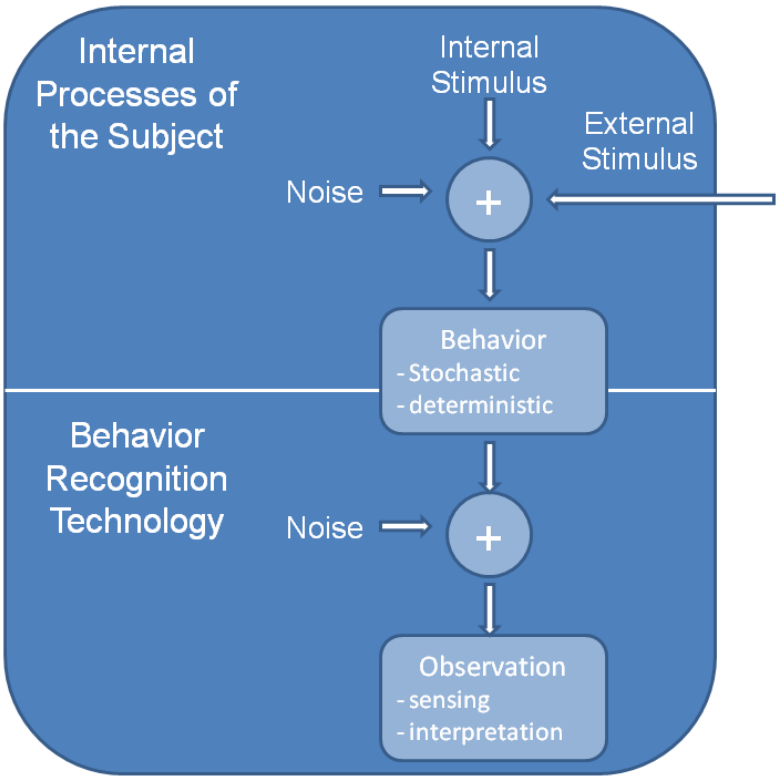 Internal
Processes of
the Subject
Internal
Stimulus
External
Stimulus
Noise
+
Behavior
- Stochastic
- deterministic
Behavior
Recognition
Technology
Noise
+
Observation
- sensing
- interpretation